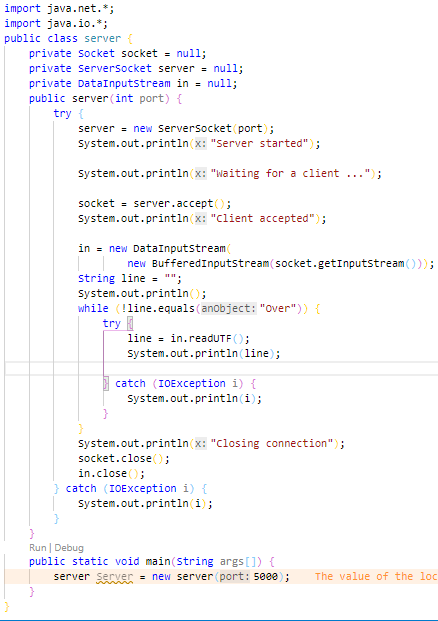 import java.net.*;
import java.io.*;
public class server {
private Socket socket = null;
private ServerSocket server = null;
private DataInputStream in = null;
public server(int port) {
try {
server = new ServerSocket(port);
System.out.println(x: "Server started");
System.out.println(x: "Waiting for a client ...");
socket = server.accept();
System.out.println(x: "Client accepted");
in = new DataInputStream(
new BufferedInputStream(socket.getInputStream()));
String line = "";
System.out.println();
while (!line.equals(anObject: "Over")) {
try {
line = in.readUTF();
System.out.println(line);
} catch (IOException i) {
System.out.println(i);
}
}
System.out.println(x: "Closing connection");
socket.close();
in.close();
} catch (IOException i) {
System.out.println(i);
}
}
Run | Debug
public static void main(String args[]) {
server Server = new server(port: 5000); The value of the loc
}
}